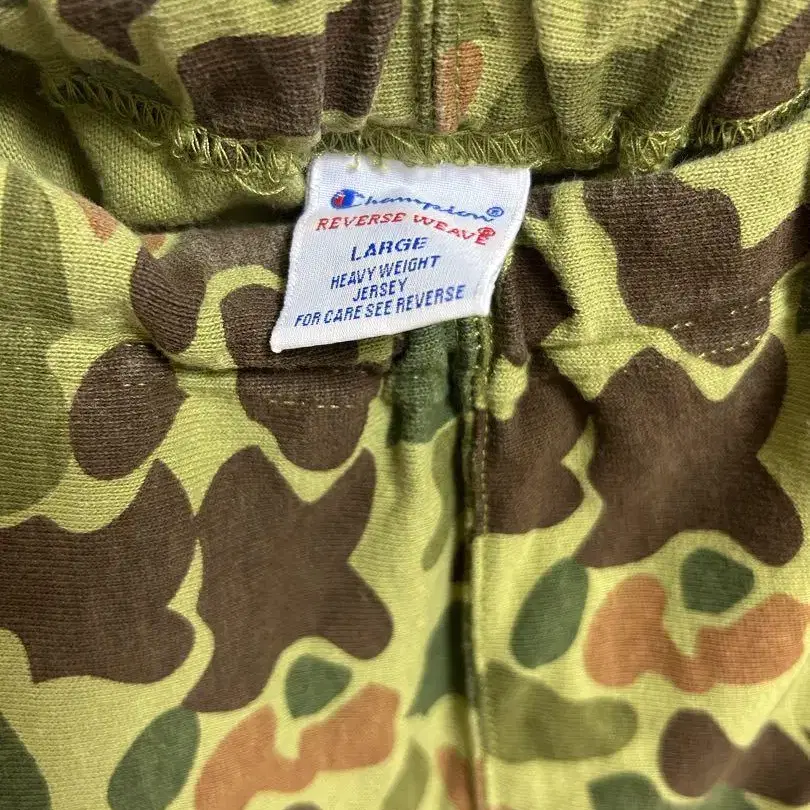 Champion®
REVERSE WEAVE®
LARGE
HEAVY WEIGHT
JERSEY
FOR CARE SEE REVERSE